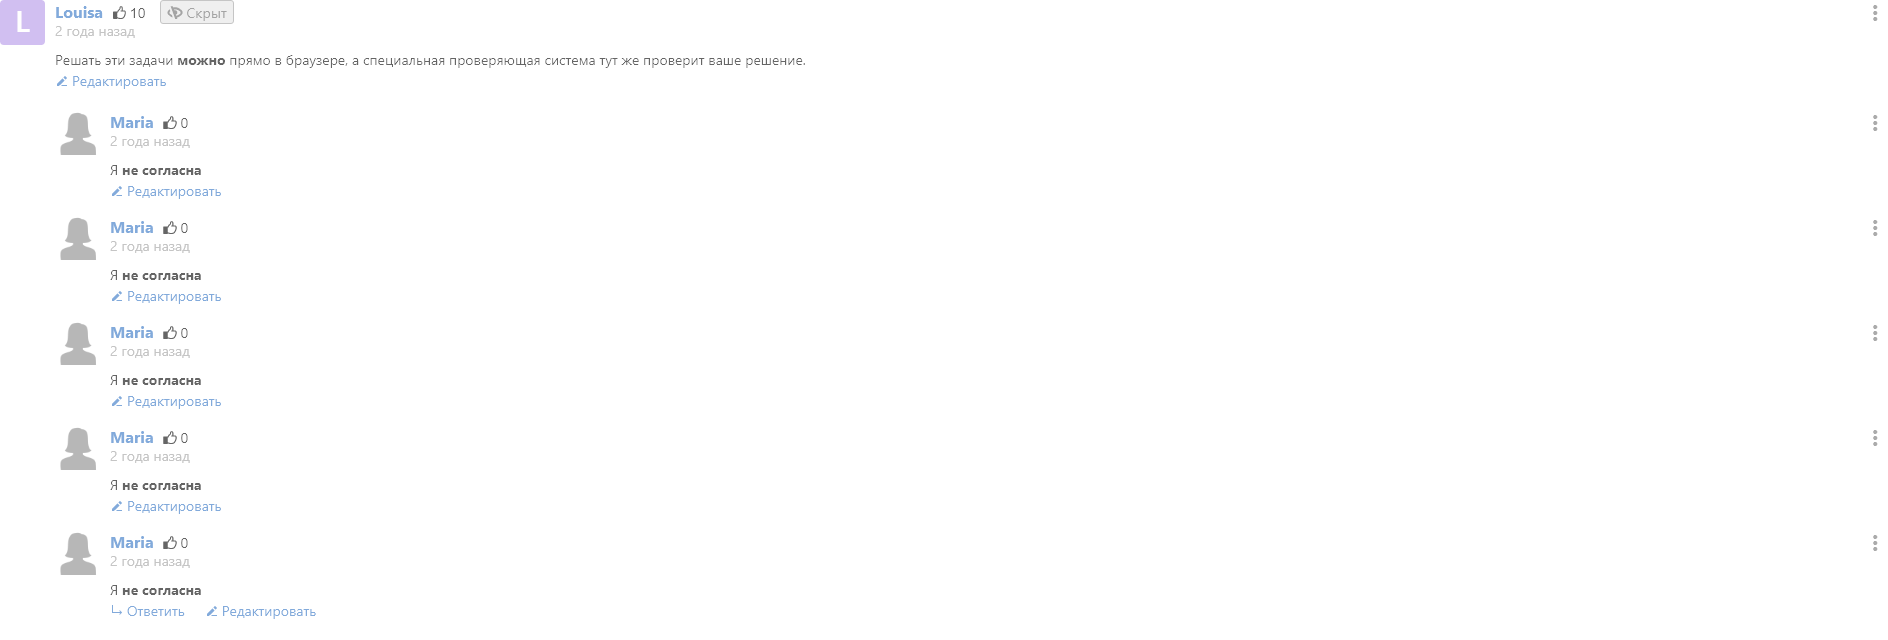 L
Louisa 10 Скрыт
2 года назад
Решать эти задачи можно прямо в браузере, а специальная проверяющая система тут же проверит ваше решение.
Редактировать
Maria 0
2 года назад
Я не согласна
Редактировать
Maria 0
2 года назад
Я не согласна
Редактировать
Maria 0
2 года назад
Я не согласна
Редактировать
Maria 0
2 года назад
Я не согласна
Редактировать
Maria 0
2 года назад
Я не согласна
Ответить Редактировать